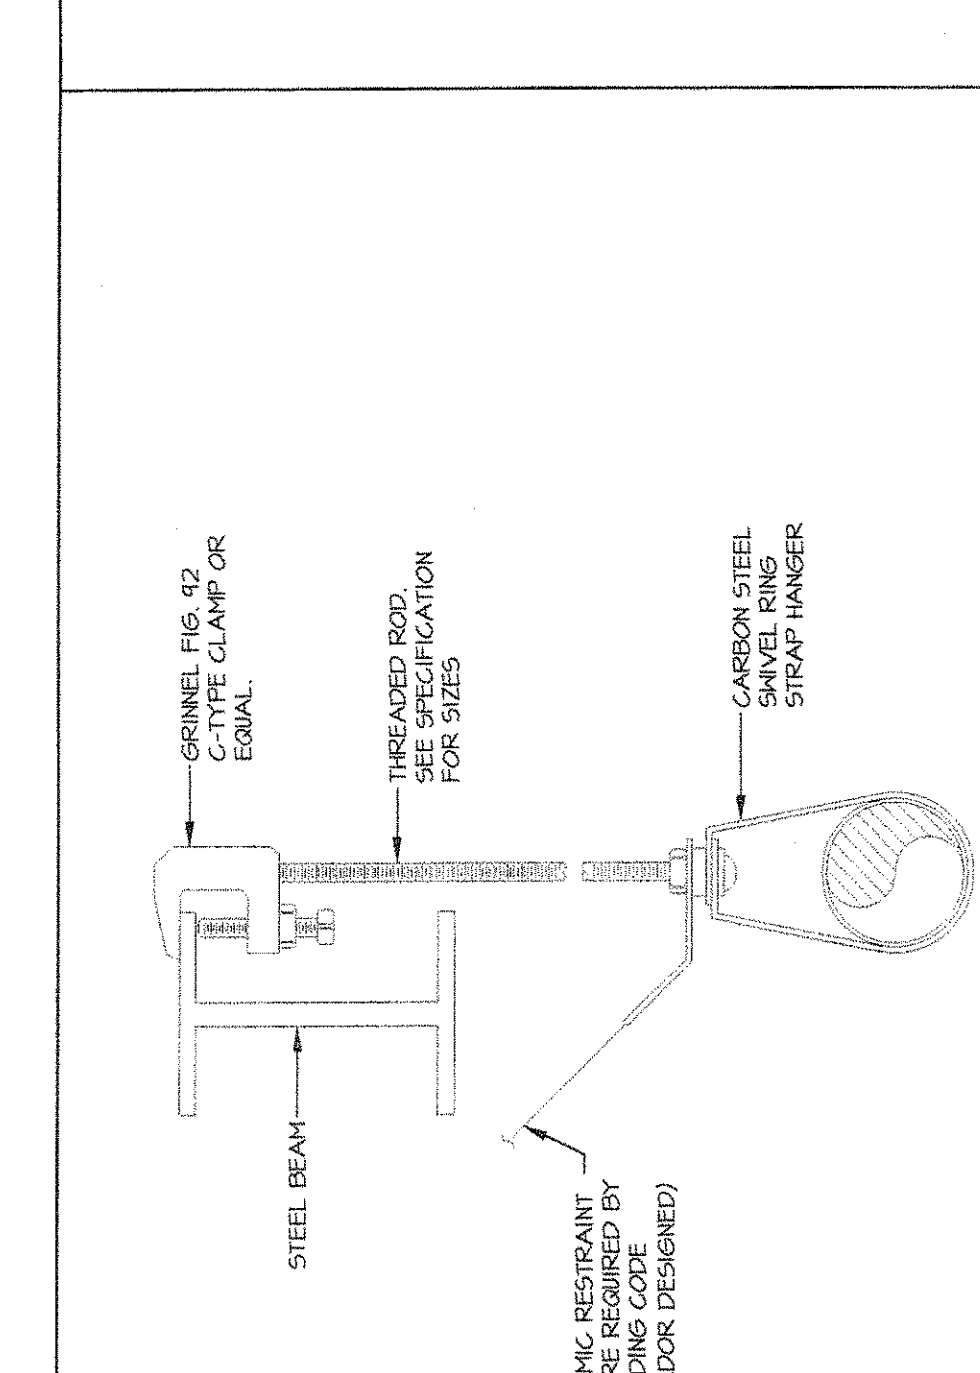 GRINNEL FIG. 92
C-TYPE CLAMP OR
EQUAL.
THREADED ROD.
SEE SPECIFICATION
FOR SIZES
CARBON STEEL
SWIVEL RING
STRAP HANGER
STEEL BEAM
MIC RESTRAINT
RE REQUIRED BY
DING CODE
DOR DESIGNED)